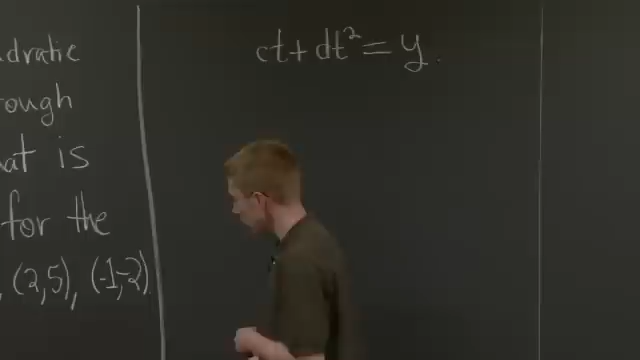 dratic
rough
at is
for the
, (2,5), (-1,-2)
ct + dt² = y.